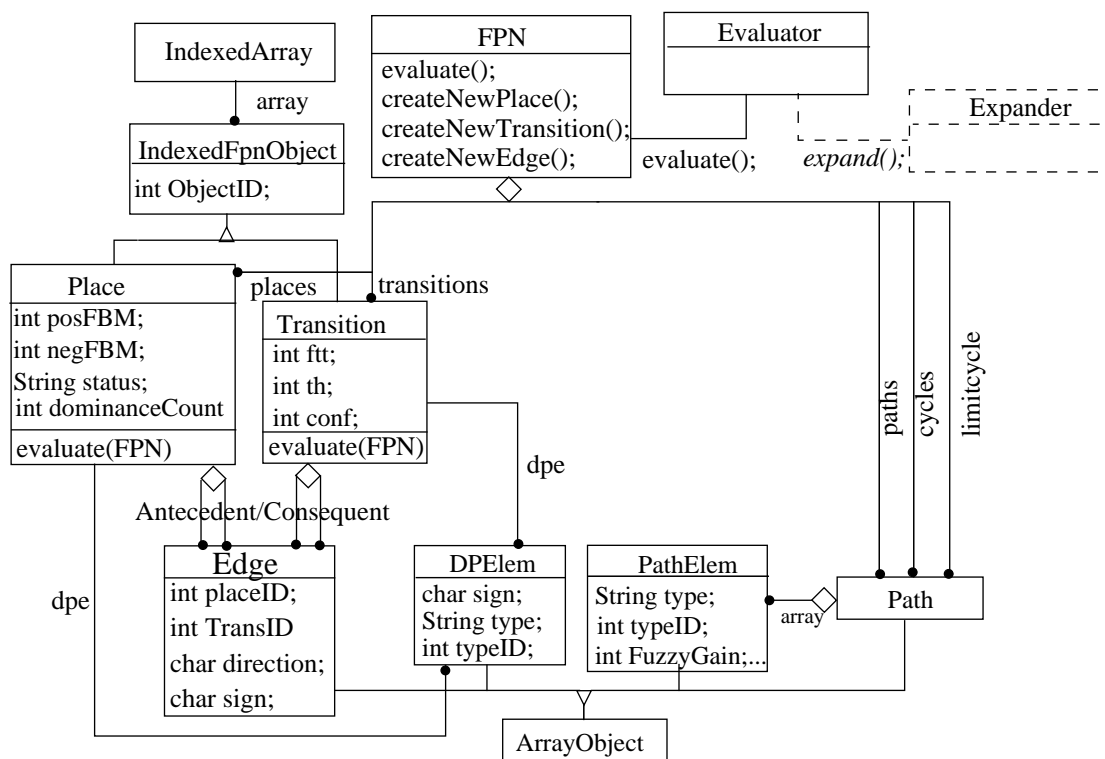 IndexedArray
array
IndexedFpnObject
int ObjectID;
FPN
evaluate();
createNewPlace();
createNewTransition();
createNewEdge();
Evaluator
evaluate();
Expander
expand();
Place
int posFBM;
int negFBM;
String status;
int dominanceCount
evaluate(FPN)
places
transitions
Transition
int ftt;
int th;
int conf;
evaluate(FPN)
paths
cycles
limitcycle
dpe
Antecedent/Consequent
dpe
Edge
int placeID;
int TransID
char direction;
char sign;
DPElem
char sign;
String type;
int typeID;
PathElem
String type;
int typeID;
int FuzzyGain;...
array
Path
ArrayObject